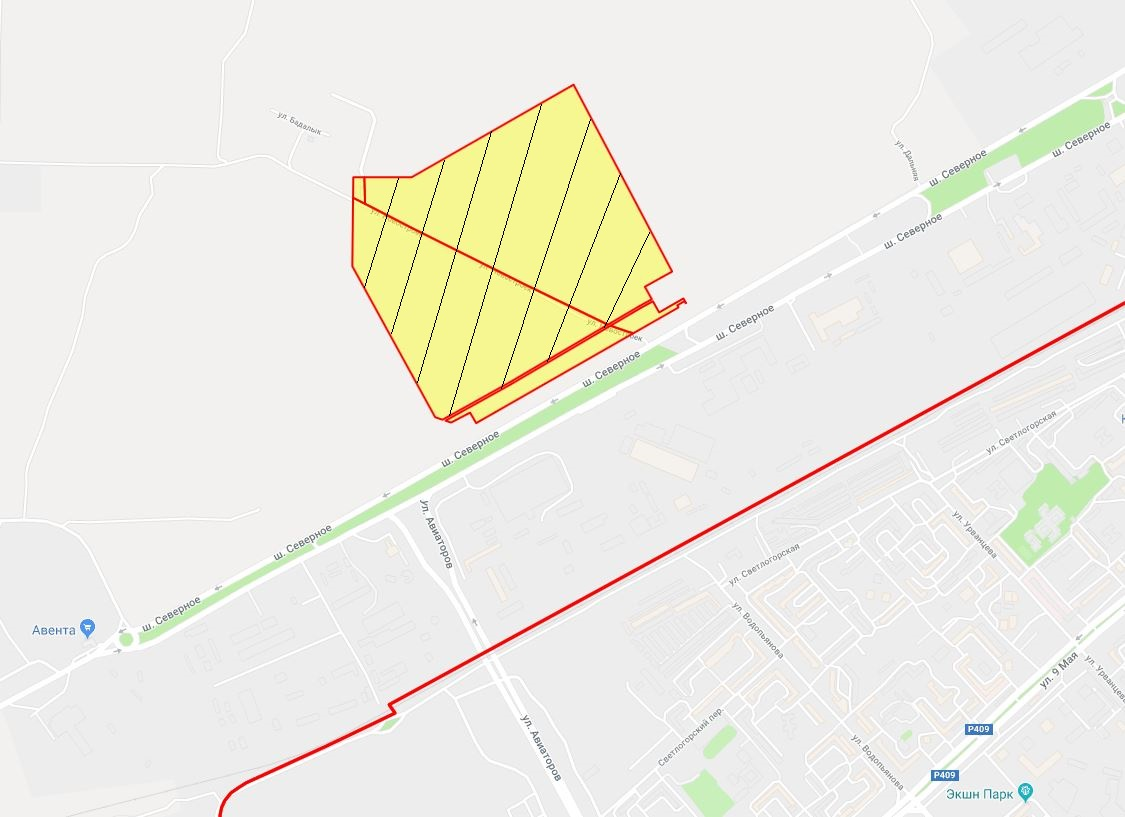 ул. Бадалык
ул. Дальняя
ш. Северное
ш. Северное
ш. Северное
ш. Северное
ш. Северное
ш. Северное
ш. Северное
ш. Северное
ул. Авиаторов
ул. Светлогорская
ул. Урванцева
ул. Светлогорская
ул. Водопьянова
Авента
ул. 9 Мая
ул. Урванцева
ул. Авиаторов
Светлогорский пер.
P409
ул. Водопьянова
P409
Экшн Парк